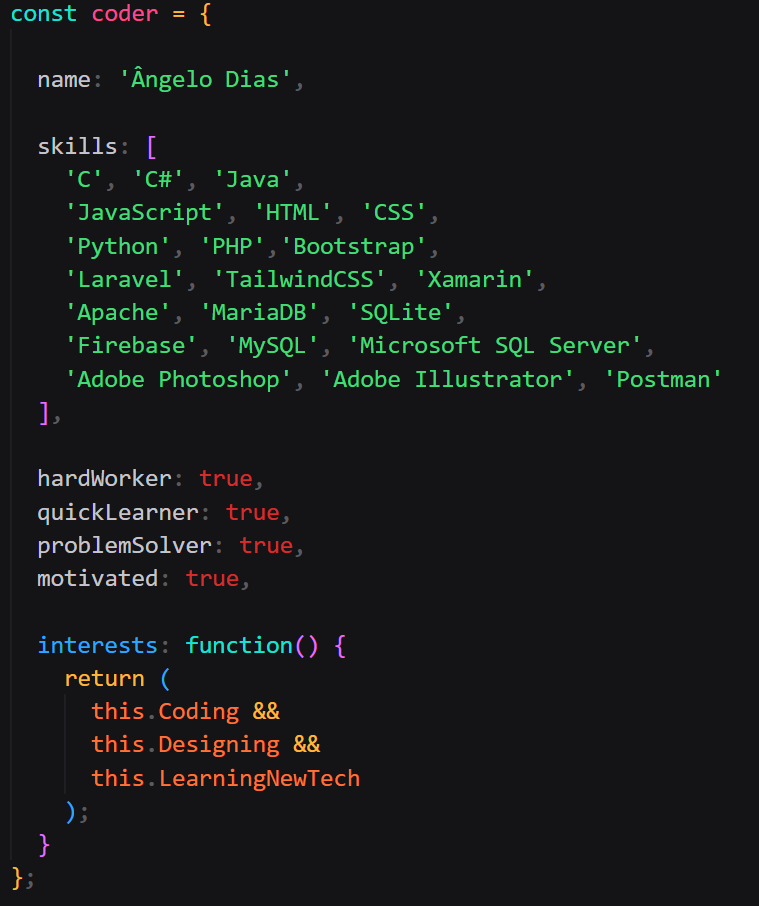 const coder = {
name: 'Ângelo Dias',
skills: [
'C', 'C#', 'Java',
'JavaScript', 'HTML', 'CSS',
'Python', 'PHP','Bootstrap',
'Laravel', 'TailwindCSS', 'Xamarin',
'Apache', 'MariaDB', 'SQLite',
'Firebase', 'MySQL', 'Microsoft SQL Server',
'Adobe Photoshop', 'Adobe Illustrator', 'Postman'
],
hardWorker: true,
quickLearner: true,
problemSolver: true,
motivated: true,
interests: function() {
return (
this.Coding &&
this.Designing &&
this.LearningNewTech
);
}
};